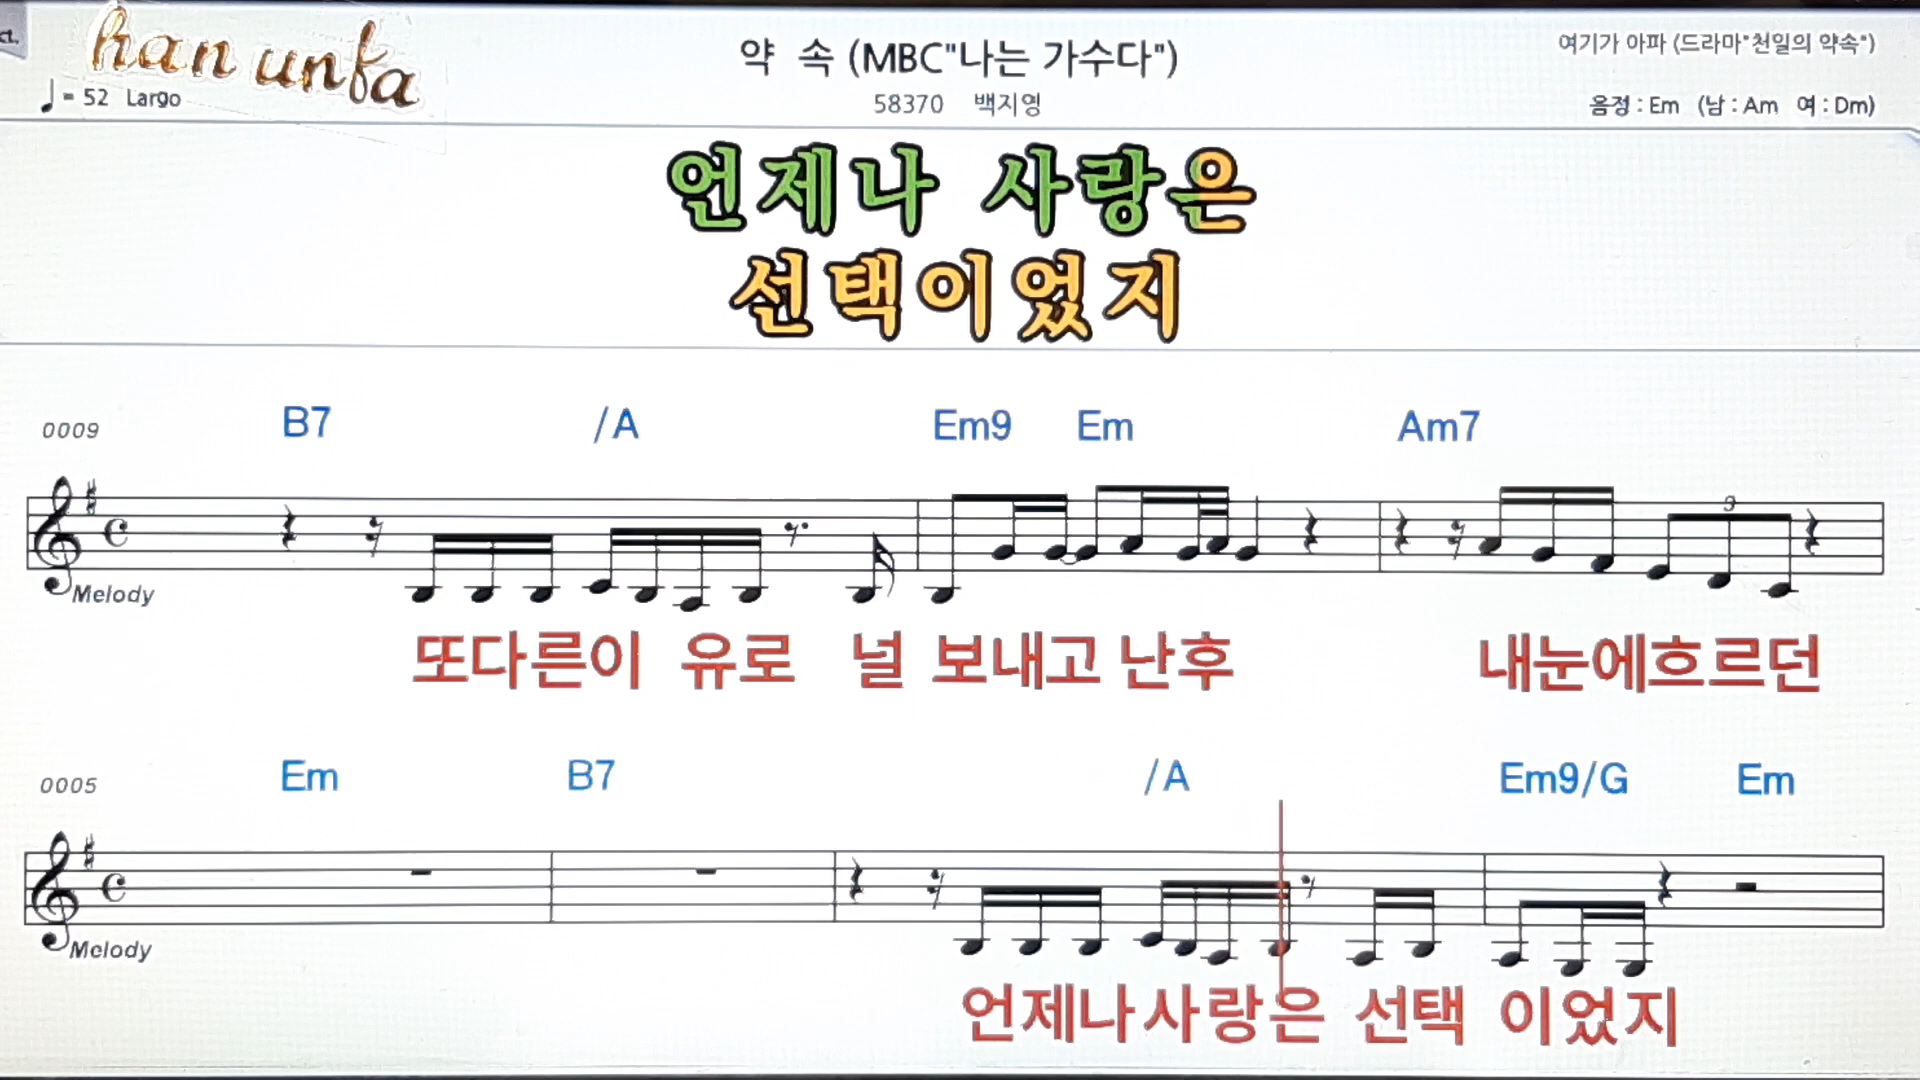 ct.
han unfa
약 속 (MBC"나는 가수다")
여기가 아파 (드라마"천일의 약속")
♩= 52 Largo
58370 백지영
음정 : Em (남 : Am 여 : Dm)
언제나 사랑은
선택이었지
0009 B7 /A Em9 Em Am7
3
Melody
또다른이 유로 널 보내고 난후 내눈에흐르던
0005 Em B7 /A Em9/G Em
Melody
언제나사랑은 선택 이었지